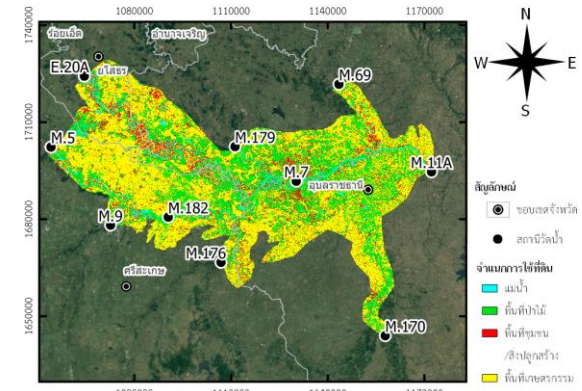 1080000 1110000 1140000 1170000
1740000
1710000
1680000
1650000
ร้อยเอ็ด
อำนาจเจริญ
E.20A
ยโสธร
M.69
M.5
M.179
M.7
M.11A
อุบลราชธานี
M.9
M.182
M.176
ศรีสะเกษ
M.170
N
W E
S
สัญลักษณ์
ขอบเขตจังหวัด
สถานีวัดน้ำ
จำแนกการใช้ที่ดิน
แม่น้ำ
พื้นที่ป่าไม้
พื้นที่ชุมชน
/สิ่งปลูกสร้าง
พื้นที่เกษตรกรรม